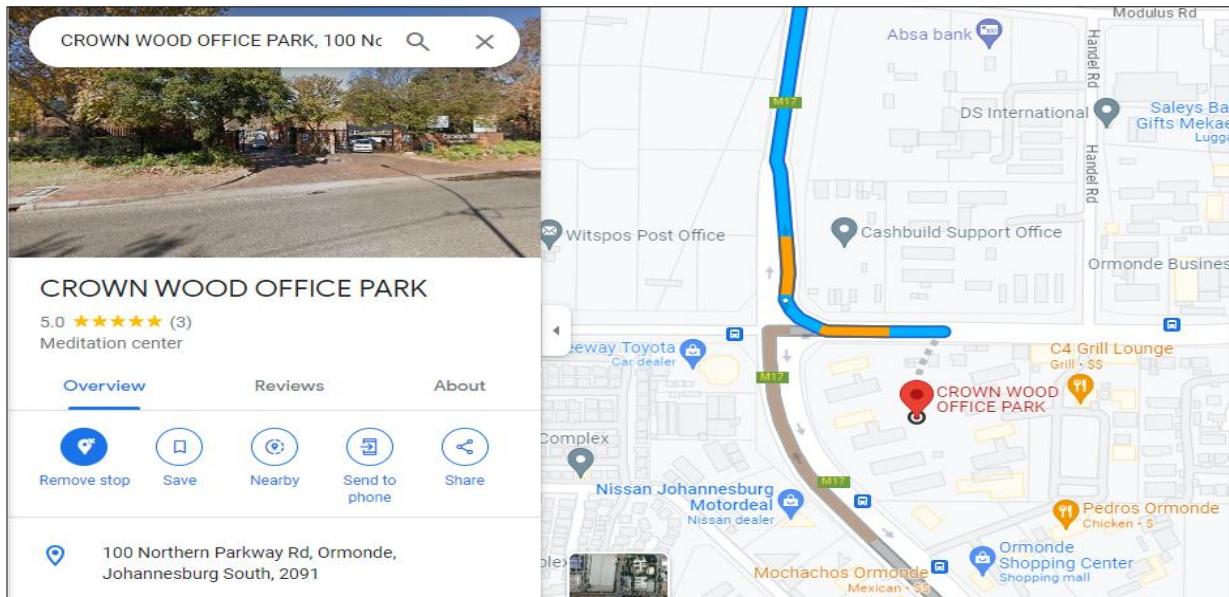 CROWN WOOD OFFICE PARK, 100 Nc
CROWN WOOD OFFICE PARK
5.0 ★★★★★ (3)
Meditation center
Overview
Reviews
About
Remove stop
Save
Nearby
Send to
phone
Share
100 Northern Parkway Rd, Ormonde,
Johannesburg South, 2091
Modulus Rd
Absa bank
Handel Rd
M17
DS International
Saleys Ba
Gifts Mekae
Lugga
Handel Rd
Witspos Post Office
Cashbuild Support Office
Ormonde Business
eeway Toyota
Car dealer
M17
C4 Grill Lounge
Grill • $$
CROWN WOOD
OFFICE PARK
Complex
M17
Nissan Johannesburg
Motordeal
Nissan dealer
Pedros Ormonde
Chicken • $
Ormonde
Shopping Center
Shopping mall
plex
Mochachos Ormonde
Mexican • $$